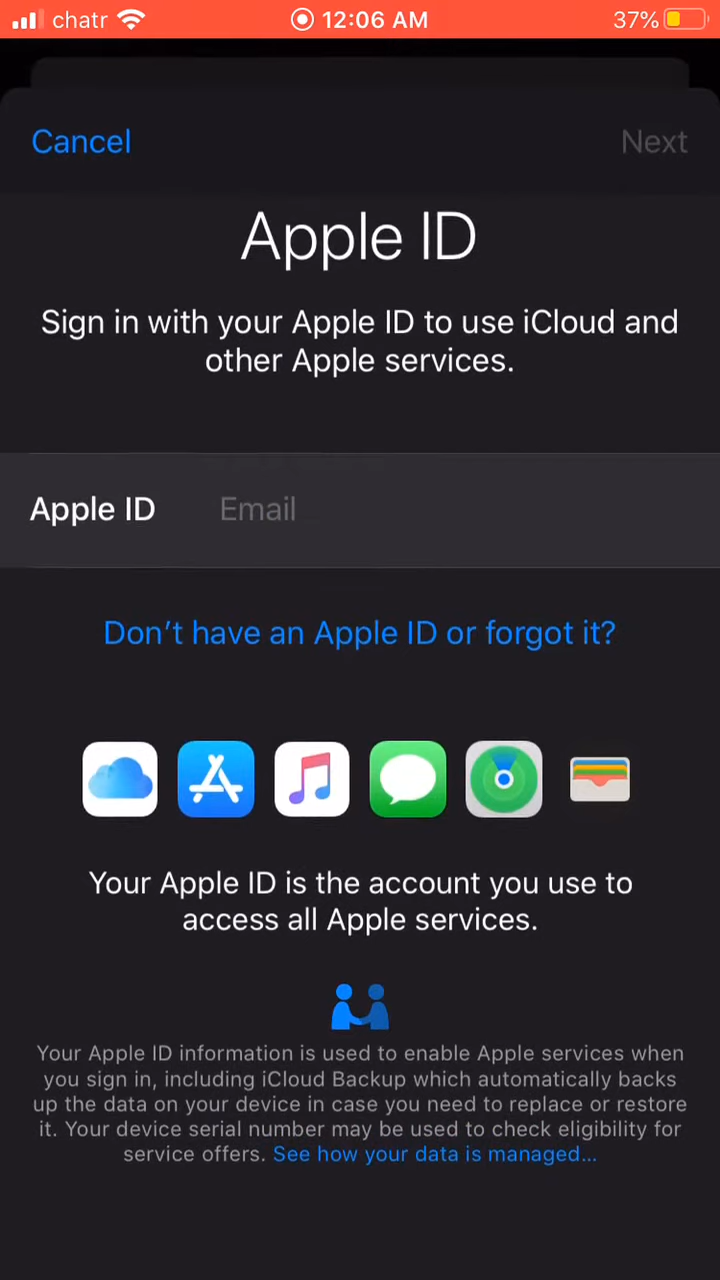 chatr 12:06 AM 37%
Cancel Next
Apple ID
Sign in with your Apple ID to use iCloud and
other Apple services.
Apple ID Email
Don't have an Apple ID or forgot it?
Your Apple ID is the account you use to
access all Apple services.
Your Apple ID information is used to enable Apple services when
you sign in, including iCloud Backup which automatically backs
up the data on your device in case you need to replace or restore
it. Your device serial number may be used to check eligibility for
service offers. See how your data is managed...